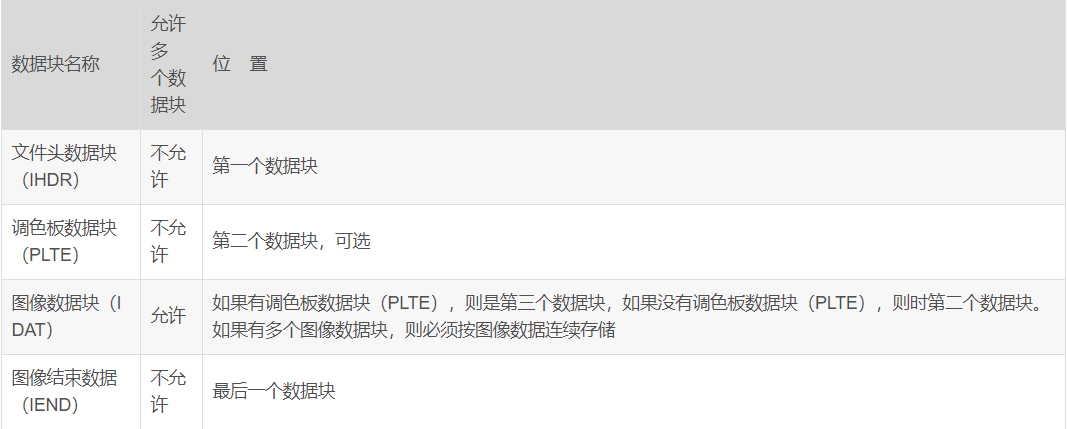 数据块名称
允许
多
个数
据块
位 置
文件头数据块
（IHDR）
不允
许
第一个数据块
调色板数据块
（PLTE）
不允
许
第二个数据块，可选
图像数据块（I
DAT）
允许
如果有调色板数据块（PLTE），则是第三个数据块，如果没有调色板数据块（PLTE），则时第二个数据块。
如果有多个图像数据块，则必须按图像数据连续存储
图像结束数据
（IEND）
不允
许
最后一个数据块